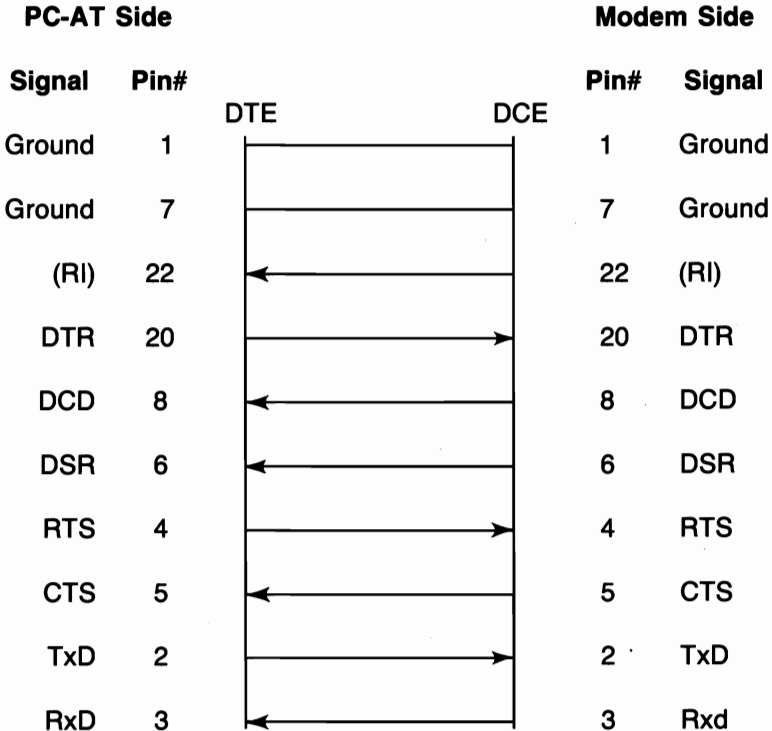 PC-AT Side Modem Side
Signal Pin# Pin# Signal
DTE DCE
Ground 1 1 Ground
Ground 7 7 Ground
(RI) 22 22 (RI)
DTR 20 20 DTR
DCD 8 8 DCD
DSR 6 6 DSR
RTS 4 4 RTS
CTS 5 5 CTS
TxD 2 2 TxD
RxD 3 3 Rxd